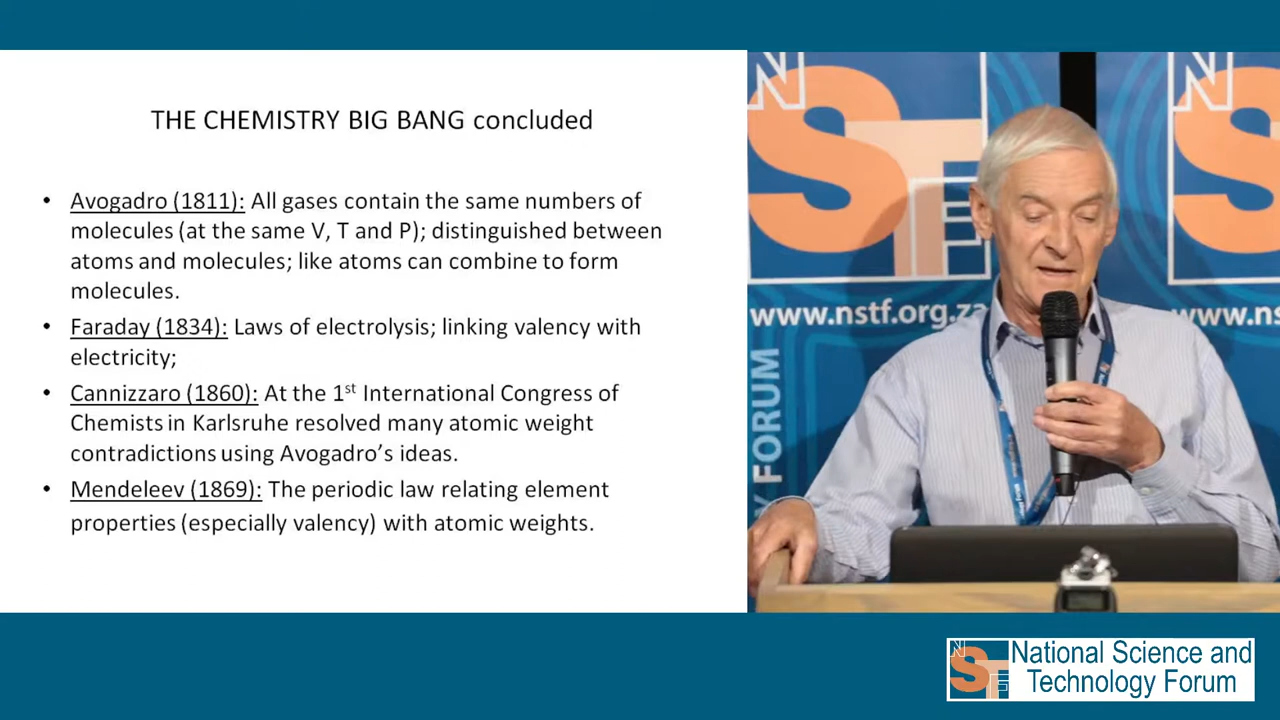 THE CHEMISTRY BIG BANG concluded
• Avogadro (1811): All gases contain the same numbers of
molecules (at the same V, T and P); distinguished between
atoms and molecules; like atoms can combine to form
molecules.
• Faraday (1834): Laws of electrolysis; linking valency with
electricity;
• Cannizzaro (1860): At the 1st International Congress of
Chemists in Karlsruhe resolved many atomic weight
contradictions using Avogadro's ideas.
• Mendeleev (1869): The periodic law relating element
properties (especially valency) with atomic weights.
NSTF
www.nstf.org.za
FORUM
NS
www.ns
NSTF
National Science and
Technology Forum